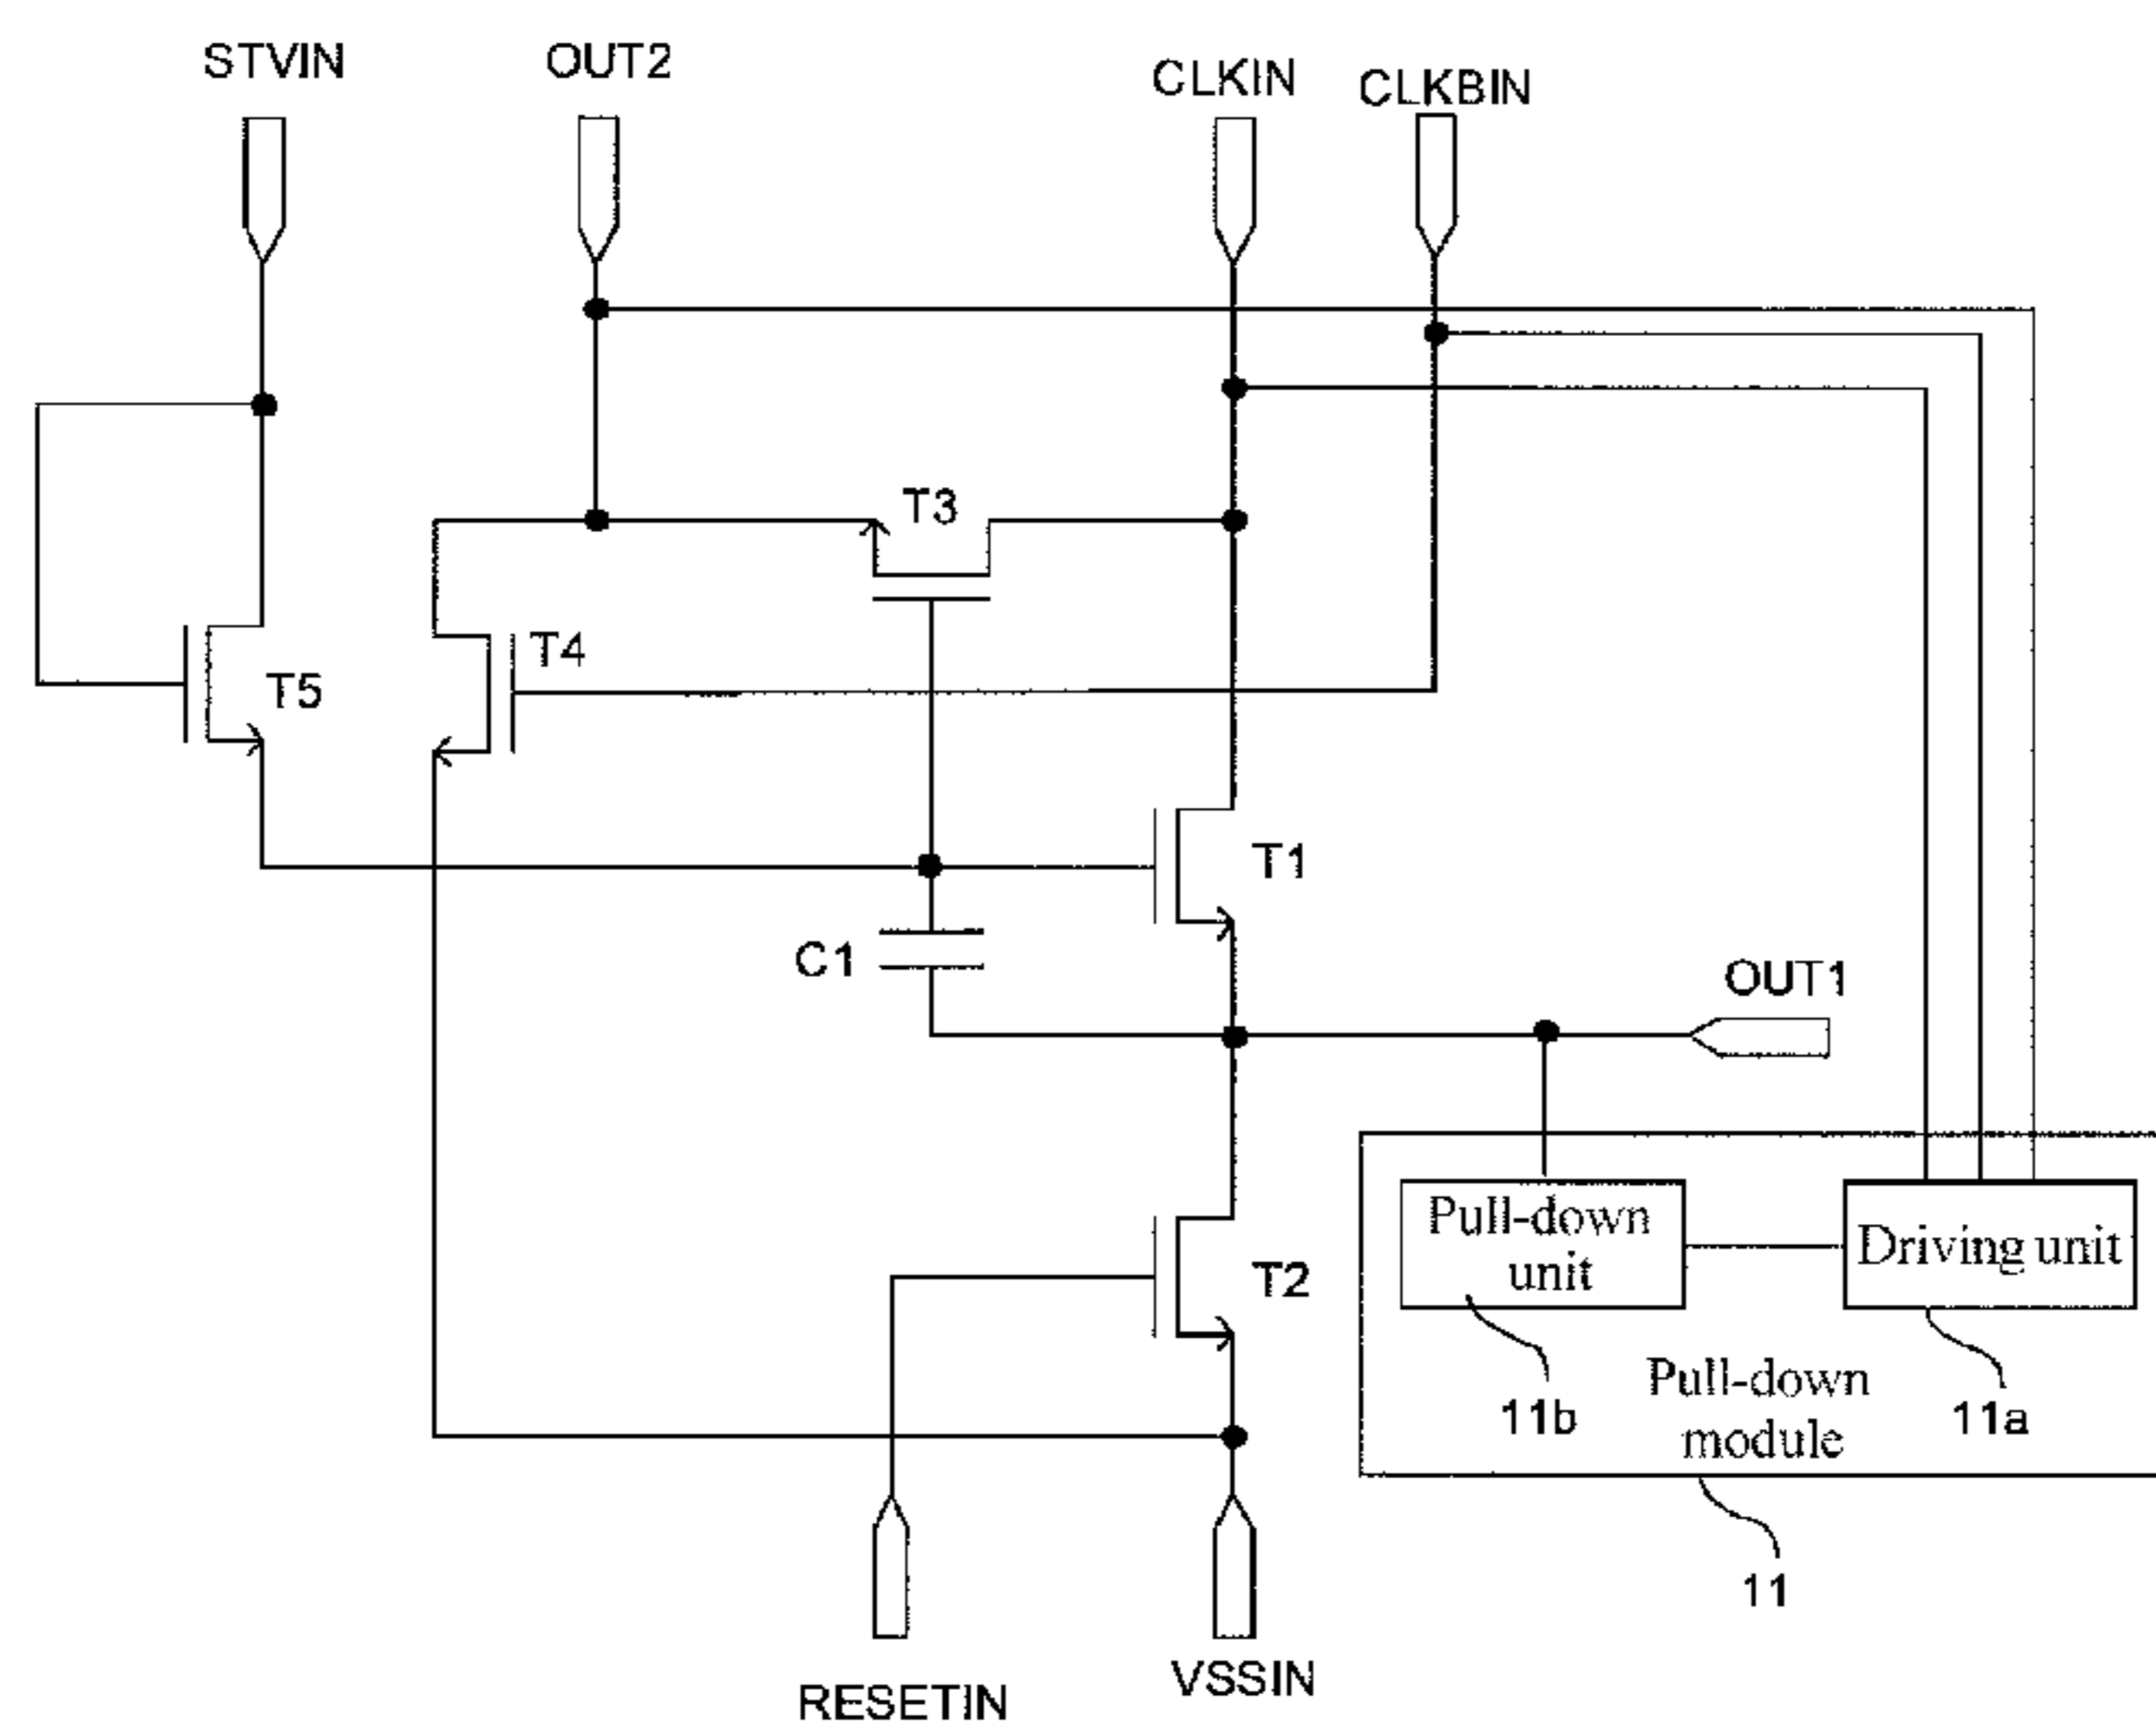 STVIN
OUT2
CLKIN
CLKBIN
T3
T4
T5
T1
C1
OUT1
Pull-down
unit
Driving unit
T2
11b
Pull-down
module
11a
11
RESETIN
VSSIN